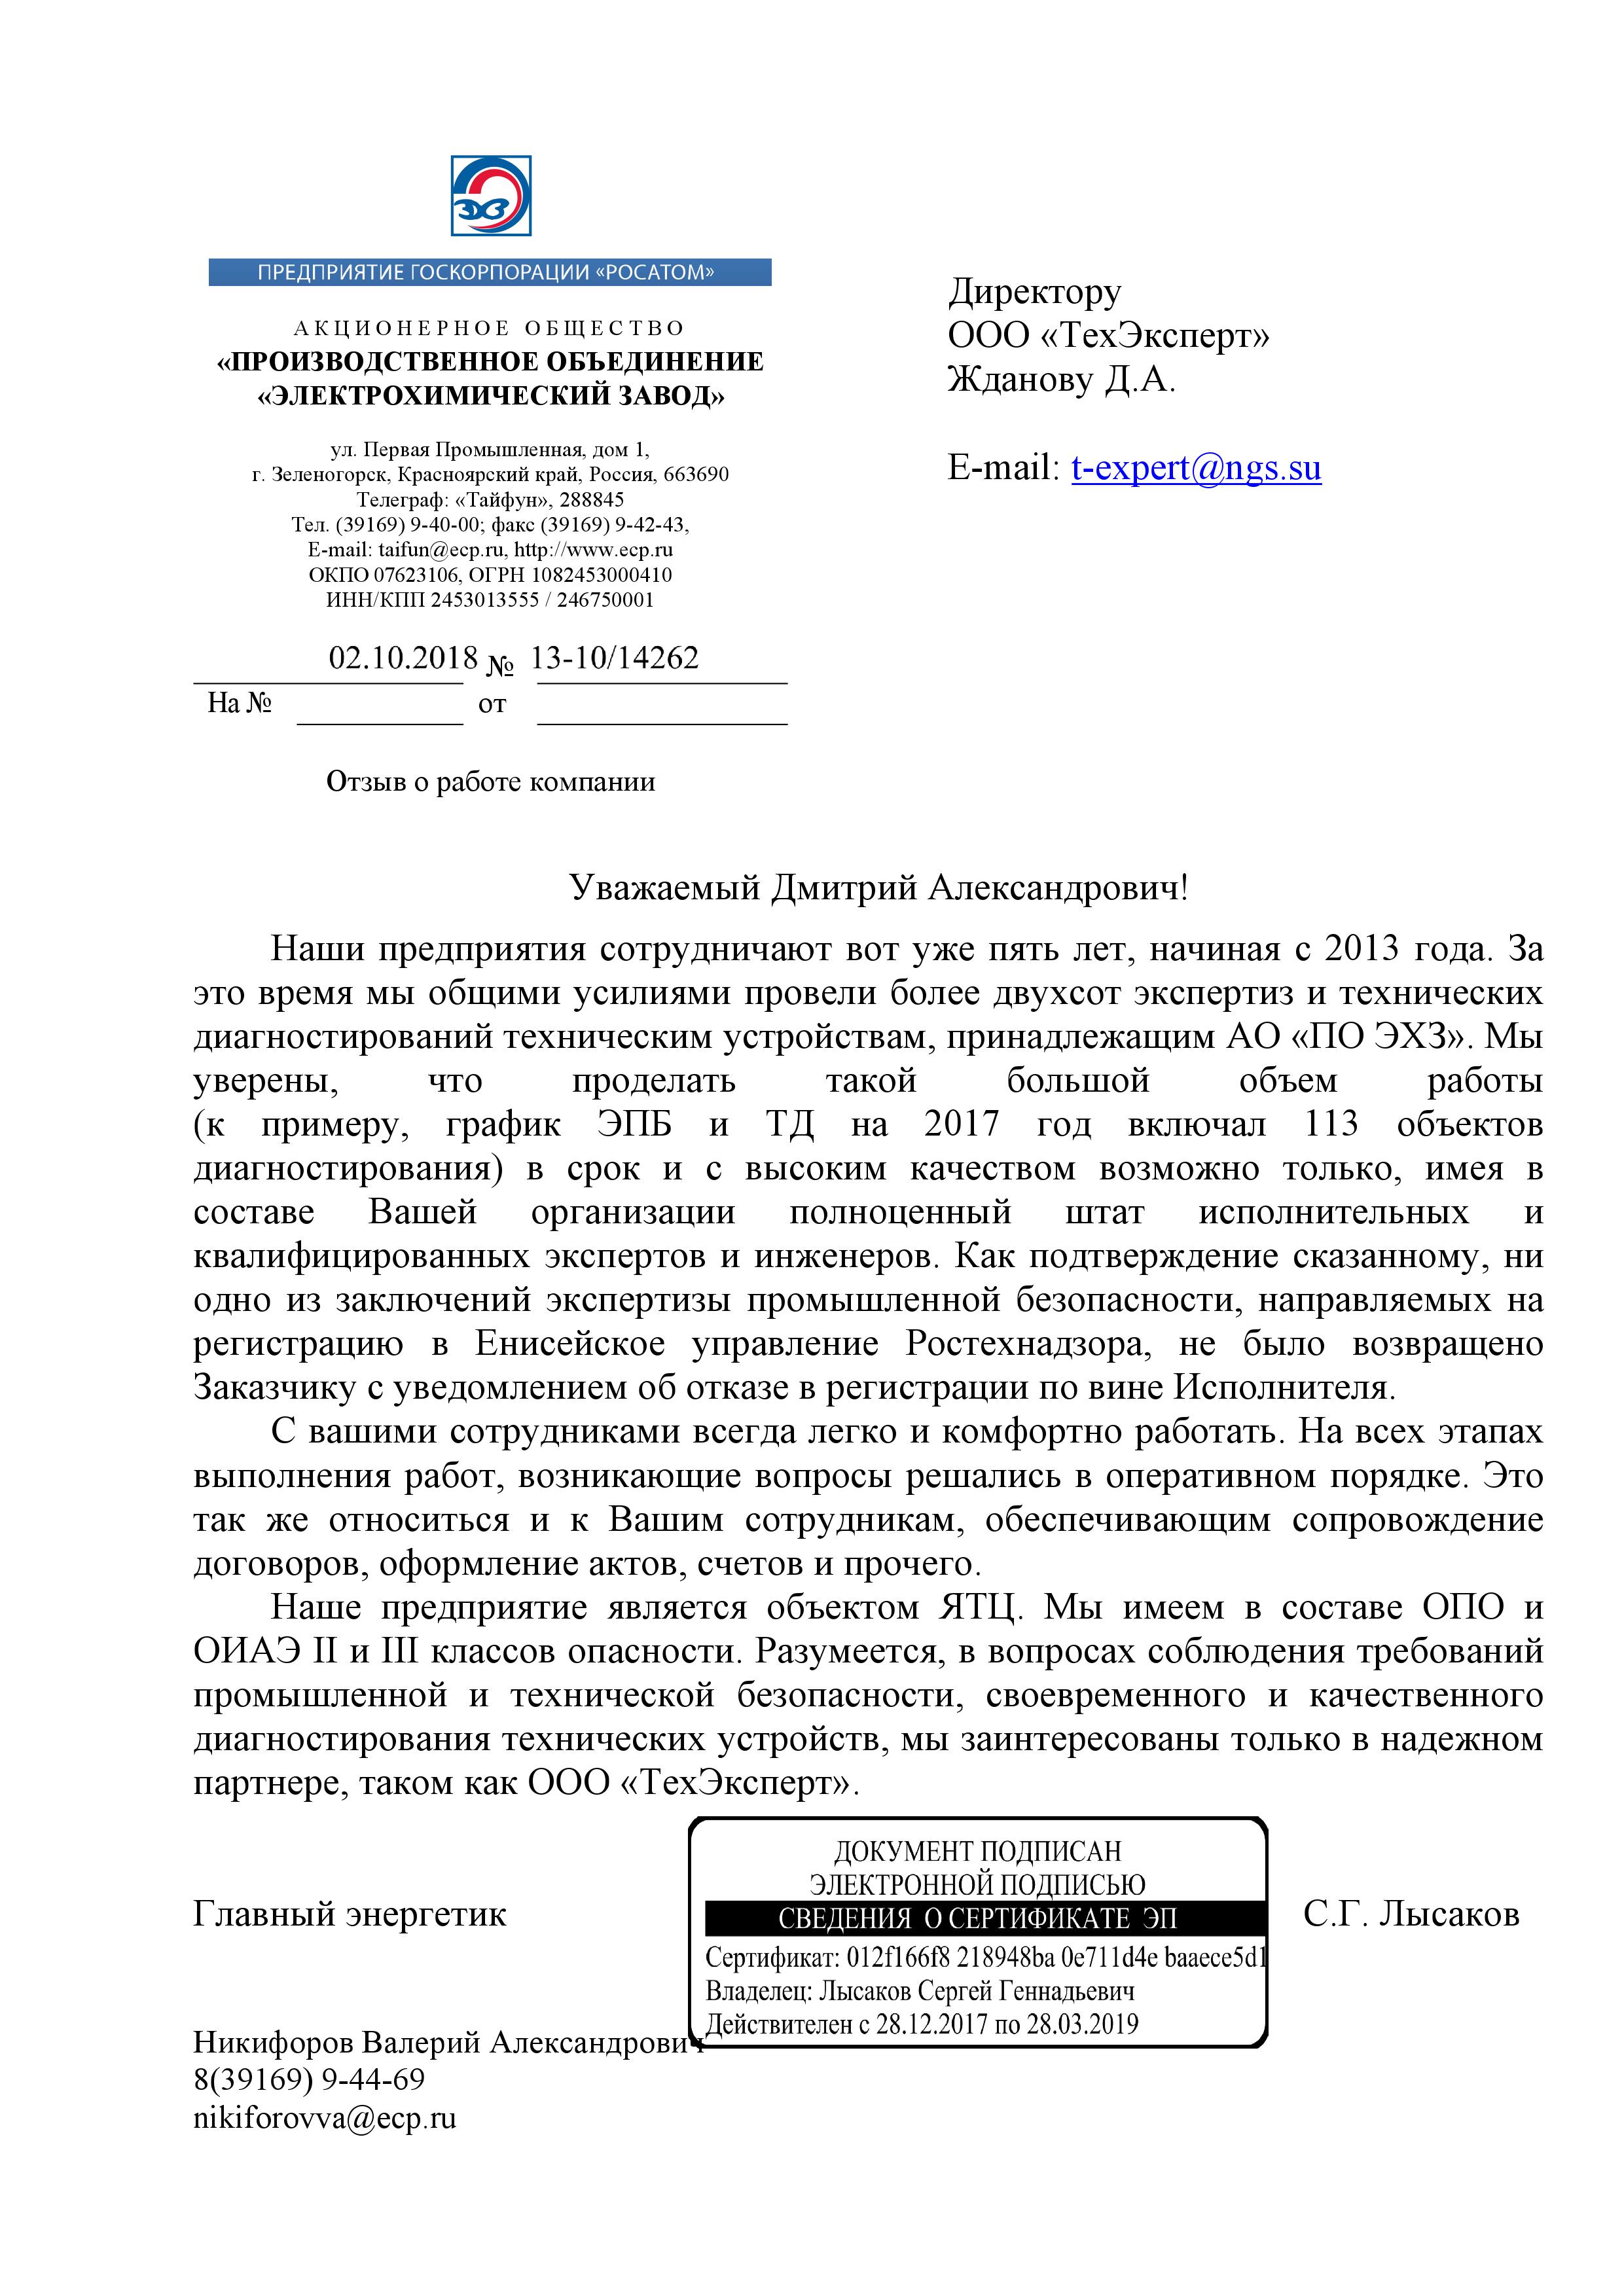 ЭХЗ
ПРЕДПРИЯТИЕ ГОСКОРПОРАЦИИ «РОСАТОМ»
АКЦИОНЕРНОЕ ОБЩЕСТВО
«ПРОИЗВОДСТВЕННОЕ ОБЪЕДИНЕНИЕ
«ЭЛЕКТРОХИМИЧЕСКИЙ ЗАВОД»
ул. Первая Промышленная, дом 1,
г. Зеленогорск, Красноярский край, Россия, 663690
Телеграф: «Тайфун», 288845
Тел. (39169) 9-40-00; факс (39169) 9-42-43,
E-mail: taifun@ecp.ru, http://www.ecp.ru
ОКПО 07623106, ОГРН 1082453000410
ИНН/КПП 2453013555 / 246750001
02.10.2018 № 13-10/14262
На № от
Отзыв о работе компании
Директору
ООО «ТехЭксперт»
Жданову Д.А.
E-mail: t-expert@ngs.su
Уважаемый Дмитрий Александрович!
Наши предприятия сотрудничают вот уже пять лет, начиная с 2013 года. За
это время мы общими усилиями провели более двухсот экспертиз и технических
диагностирований техническим устройствам, принадлежащим АО «ПО ЭХЗ». Мы
уверены, что проделать такой большой объем работы
(к примеру, график ЭПБ и ТД на 2017 год включал 113 объектов
диагностирования) в срок и с высоким качеством возможно только, имея в
составе Вашей организации полноценный штат исполнительных и
квалифицированных экспертов и инженеров. Как подтверждение сказанному, ни
одно из заключений экспертизы промышленной безопасности, направляемых на
регистрацию в Енисейское управление Ростехнадзора, не было возвращено
Заказчику с уведомлением об отказе в регистрации по вине Исполнителя.
С вашими сотрудниками всегда легко и комфортно работать. На всех этапах
выполнения работ, возникающие вопросы решались в оперативном порядке. Это
так же относиться и к Вашим сотрудникам, обеспечивающим сопровождение
договоров, оформление актов, счетов и прочего.
Наше предприятие является объектом ЯТЦ. Мы имеем в составе ОПО и
ОИАЭ II и III классов опасности. Разумеется, в вопросах соблюдения требований
промышленной и технической безопасности, своевременного и качественного
диагностирования технических устройств, мы заинтересованы только в надежном
партнере, таком как ООО «ТехЭксперт».
Главный энергетик
ДОКУМЕНТ ПОДПИСАН
ЭЛЕКТРОННОЙ ПОДПИСЬЮ
СВЕДЕНИЯ О СЕРТИФИКАТЕ ЭП
Сертификат: 012f166f8 218948ba 0e711d4e baaece5d1
Владелец: Лысаков Сергей Геннадьевич
Действителен с 28.12.2017 по 28.03.2019
С.Г. Лысаков
Никифоров Валерий Александрович
8(39169) 9-44-69
nikiforovva@ecp.ru